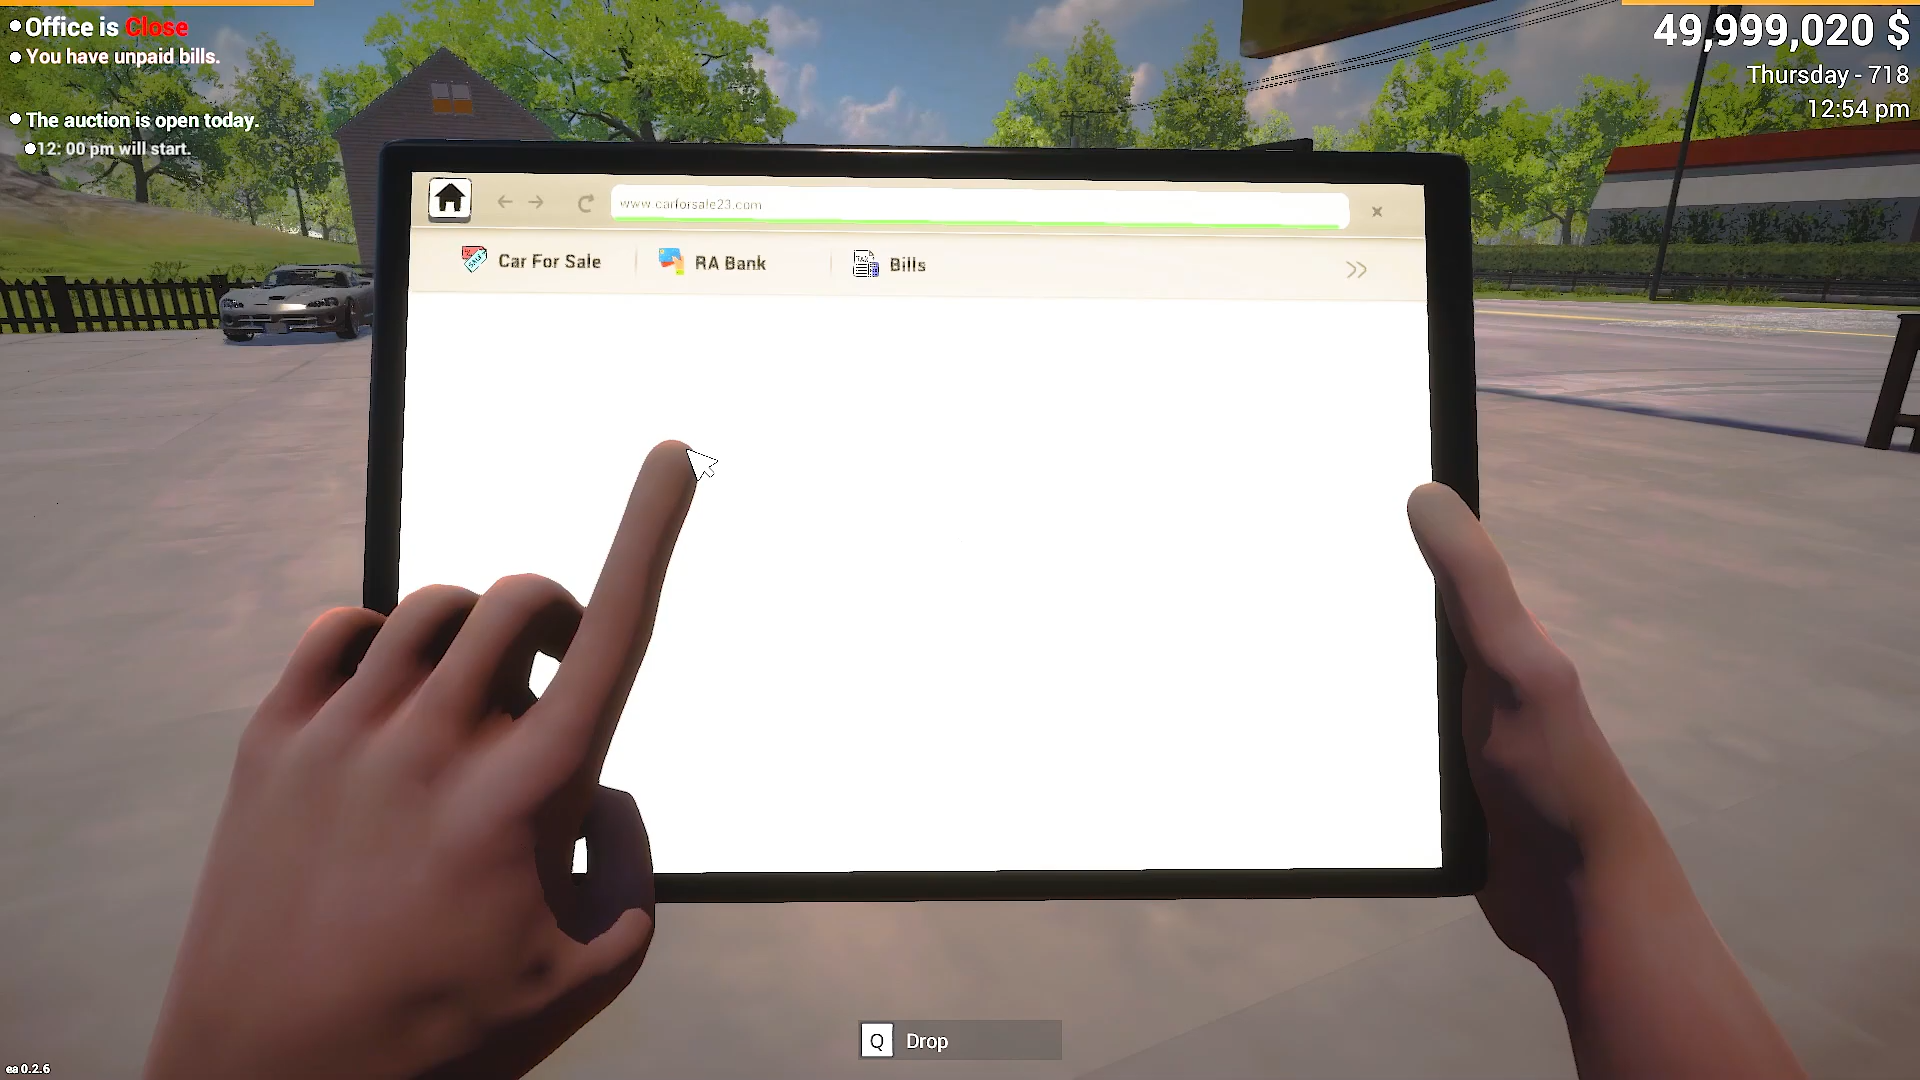 Office is Close
You have unpaid bills.
The auction is open today.
12: 00 pm will start.
49,999,020 $
Thursday - 718
12:54 pm
www.carforsale23.com
Car For Sale
RA Bank
Bills
Q Drop
ea 0.2.6